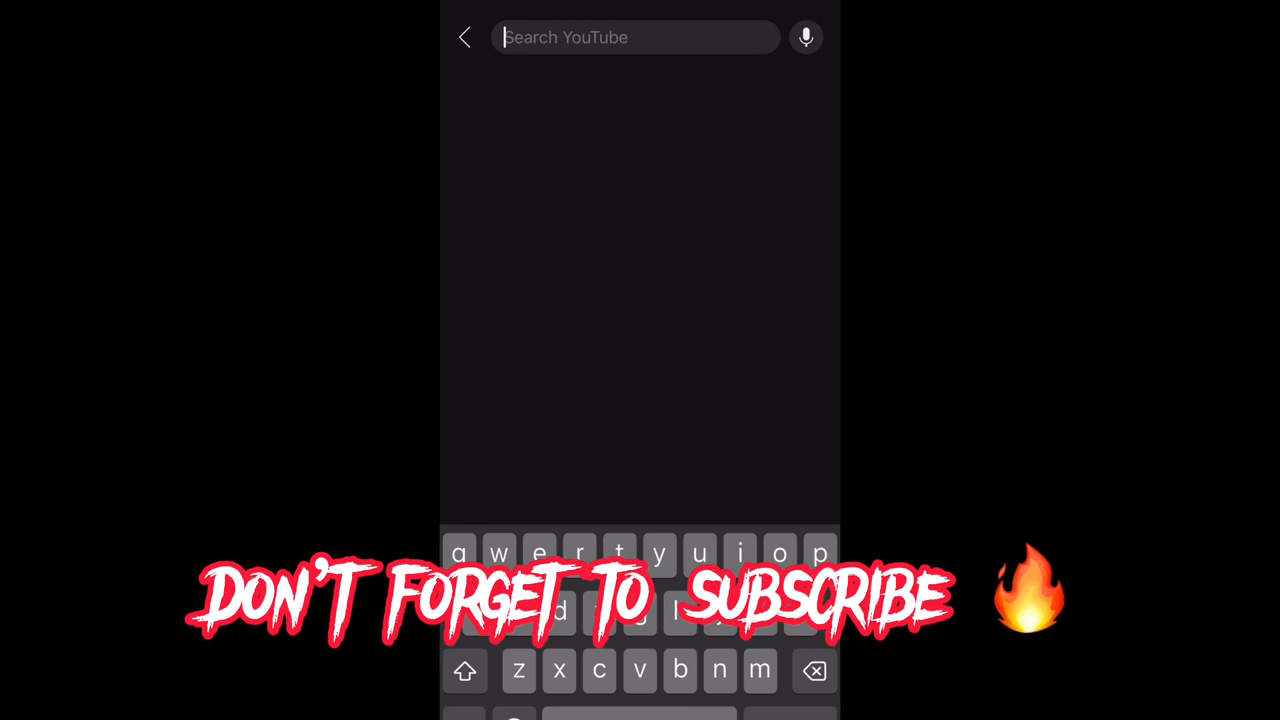 Search YouTube
q w e r t y u i o p
DON'T FORGET TO SUBSCRIBE
d
z x c v b n m